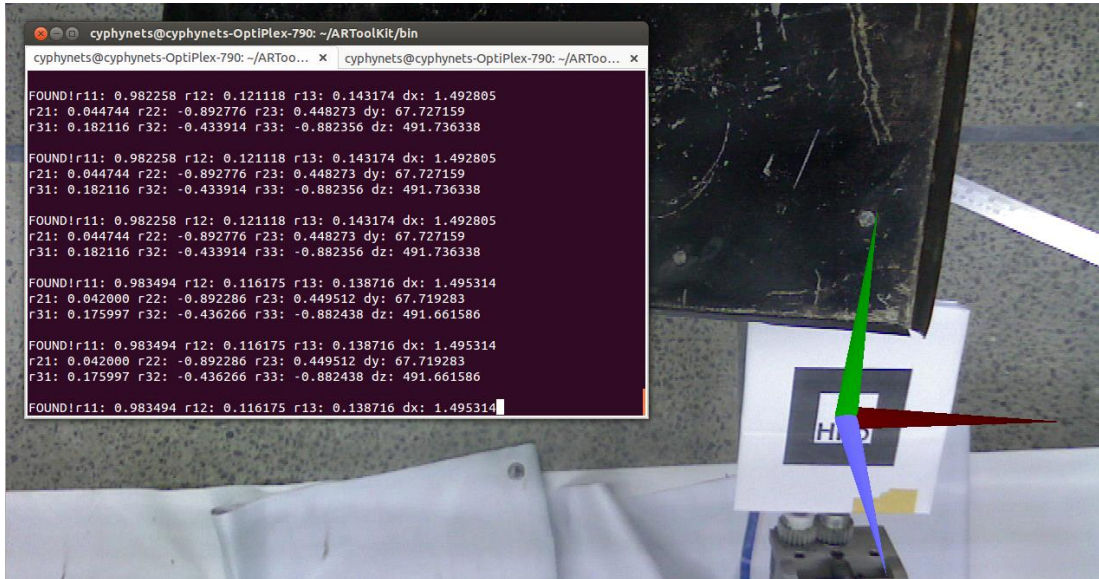 cyphynets@cyphynets-OptiPlex-790: ~/ARToolKit/bin
cyphynets@cyphynets-OptiPlex-790: ~/ARToo... × cyphynets@cyphynets-OptiPlex-790: ~/ARToo... ×
FOUND!r11: 0.982258 r12: 0.121118 r13: 0.143174 dx: 1.492805
r21: 0.044744 r22: -0.892776 r23: 0.448273 dy: 67.727159
r31: 0.182116 r32: -0.433914 r33: -0.882356 dz: 491.736338
FOUND!r11: 0.982258 r12: 0.121118 r13: 0.143174 dx: 1.492805
r21: 0.044744 r22: -0.892776 r23: 0.448273 dy: 67.727159
r31: 0.182116 r32: -0.433914 r33: -0.882356 dz: 491.736338
FOUND!r11: 0.982258 r12: 0.121118 r13: 0.143174 dx: 1.492805
r21: 0.044744 r22: -0.892776 r23: 0.448273 dy: 67.727159
r31: 0.182116 r32: -0.433914 r33: -0.882356 dz: 491.736338
FOUND!r11: 0.983494 r12: 0.116175 r13: 0.138716 dx: 1.495314
r21: 0.042000 r22: -0.892286 r23: 0.449512 dy: 67.719283
r31: 0.175997 r32: -0.436266 r33: -0.882438 dz: 491.661586
FOUND!r11: 0.983494 r12: 0.116175 r13: 0.138716 dx: 1.495314
r21: 0.042000 r22: -0.892286 r23: 0.449512 dy: 67.719283
r31: 0.175997 r32: -0.436266 r33: -0.882438 dz: 491.661586
FOUND!r11: 0.983494 r12: 0.116175 r13: 0.138716 dx: 1.495314